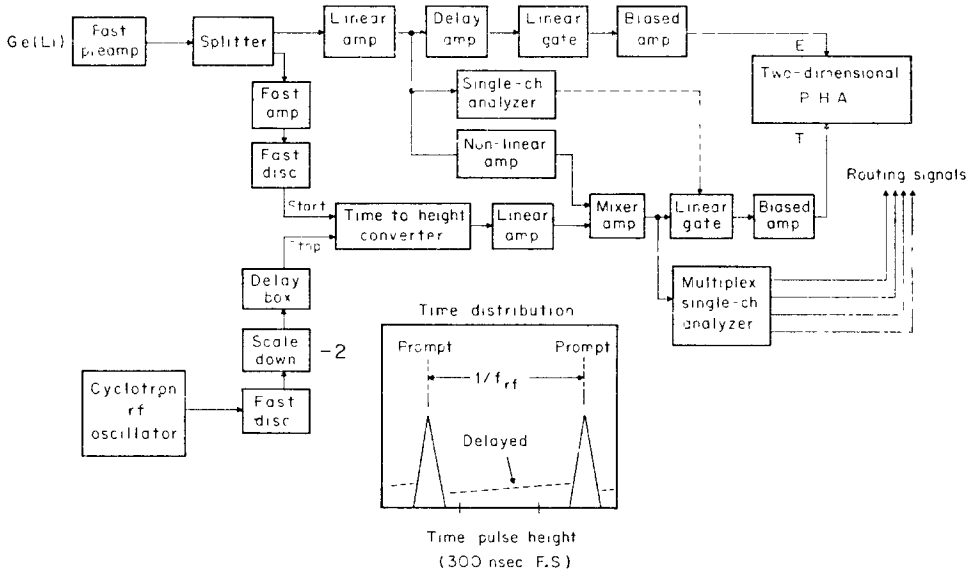 Ge(Li)
Fast
preamp
Splitter
Linear
amp
Delay
amp
Linear
gate
Biased
amp
E
Two-dimensional
P H A
T
Fast
amp
Single-ch
analyzer
Fast
disc
Non-linear
amp
Routing signals
Start
Stop
Time to height
converter
Linear
amp
Mixer
amp
Linear
gate
Biased
amp
Delay
box
Multiplex
single-ch
analyzer
Scale
down
-2
Cyclotron
rf
oscillator
Fast
disc
Time distribution
Prompt
Prompt
1/frf
Delayed
Time pulse height
(300 nsec F.S)